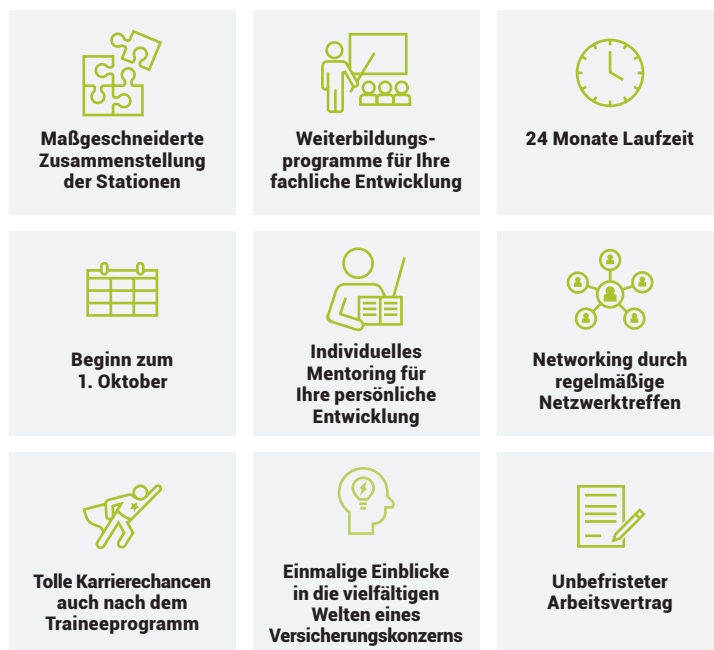 Maßgeschneiderte
Zusammenstellung
der Stationen
Weiterbildungs-
programme für Ihre
fachliche Entwicklung
24 Monate Laufzeit
Beginn zum
1. Oktober
Individuelles
Mentoring für
Ihre persönliche
Entwicklung
Networking durch
regelmäßige
Netzwerktreffen
Tolle Karrierechancen
auch nach dem
Traineeprogramm
Einmalige Einblicke
in die vielfältigen
Welten eines
Versicherungskonzerns
Unbefristeter
Arbeitsvertrag